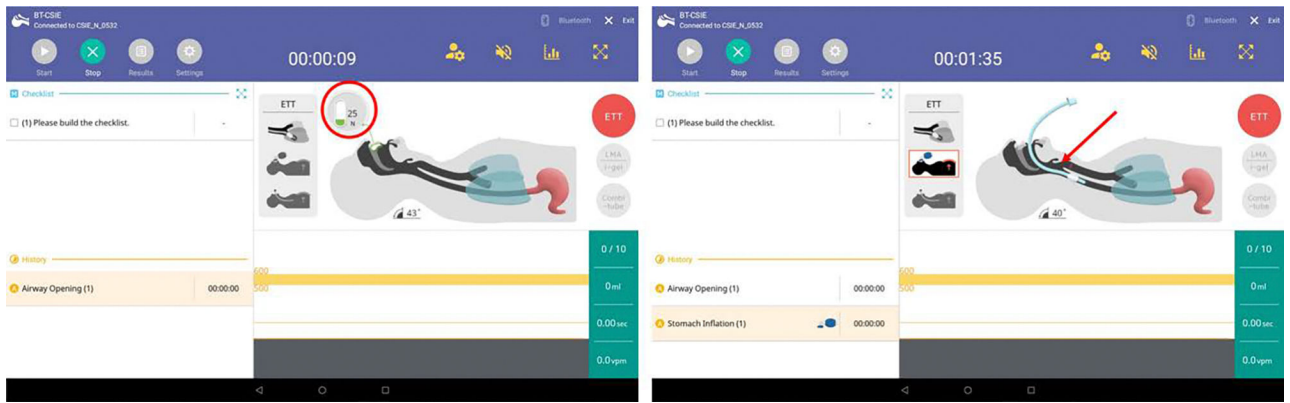 BT-CSIE
Connected to CSIE_N_0532
Bluetooth
Exit
Start
Stop
Results
Settings
00:00:09
Checklist
(1) Please build the checklist.
-
ETT
25
N
43°
ETT
LMA
i-gel
Combi
-tube
History
Airway Opening (1)
00:00:00
600
500
0 / 10
0 ml
0.00 sec
0.0 vpm
BT-CSIE
Connected to CSIE_N_0532
Bluetooth
Exit
Start
Stop
Results
Settings
00:01:35
Checklist
(1) Please build the checklist.
-
ETT
40°
ETT
LMA
i-gel
Combi
-tube
History
Airway Opening (1)
00:00:00
Stomach Inflation (1)
00:00:00
600
500
0 / 10
0 ml
0.00 sec
0.0 vpm